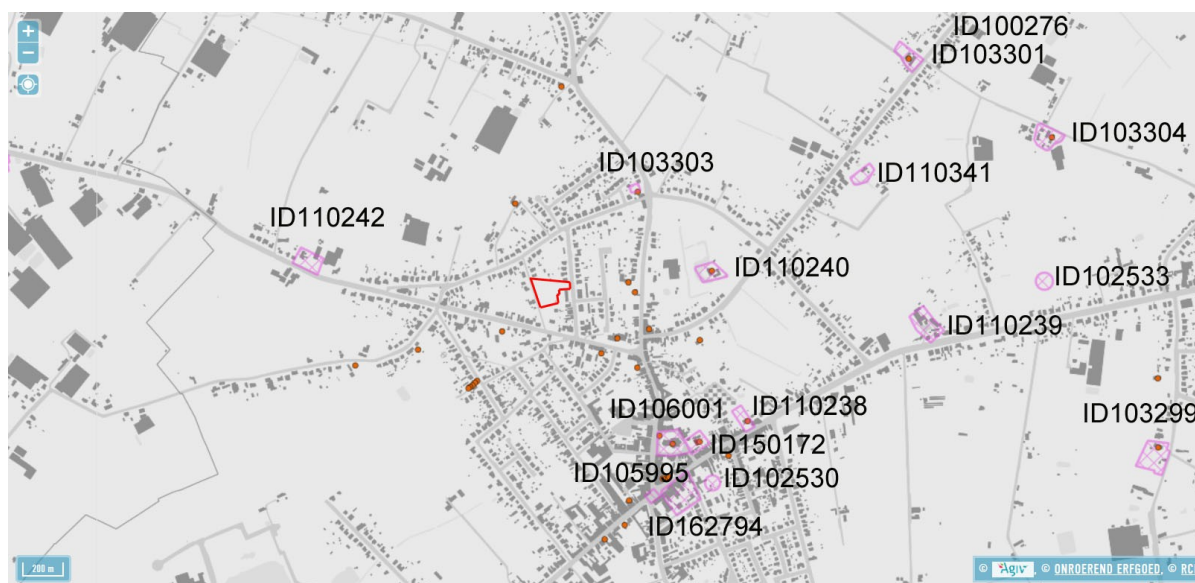 +
ID100276
−
ID103301
ID103304
ID103303
ID110341
ID110242
ID110240
ID102533
ID110239
ID106001
ID110238
ID103299
ID150172
ID105995
ID102530
ID162794
200 m
© Agiv, © ONROEREND ERFGOED, © RC